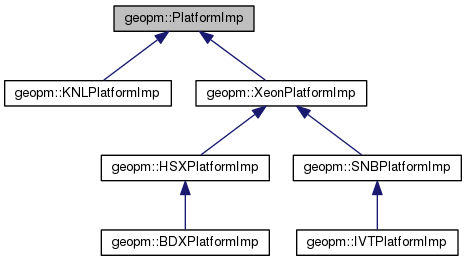 geopm::PlatformImp
geopm::KNLPlatformImp
geopm::XeonPlatformImp
geopm::HSXPlatformImp
geopm::SNBPlatformImp
geopm::BDXPlatformImp
geopm::IVTPlatformImp